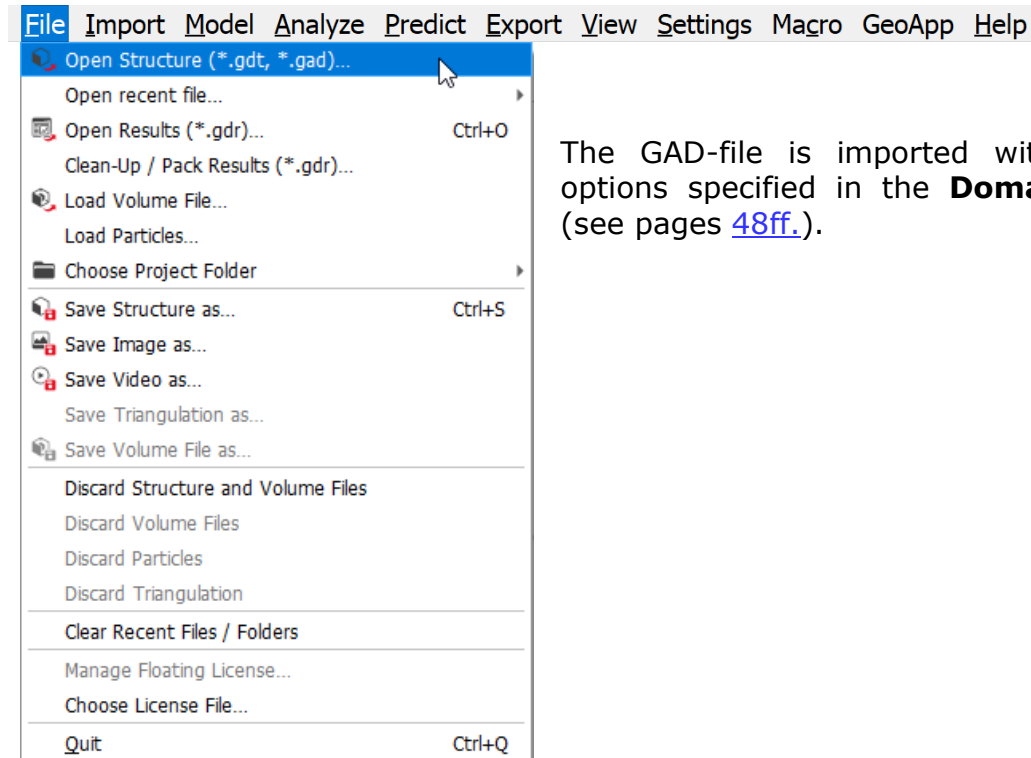 File Import Model Analyze Predict Export View Settings Macro GeoApp Help
Open Structure (*.gdt, *.gad)...
Open recent file...
Open Results (*.gdr)... Ctrl+O
Clean-Up / Pack Results (*.gdr)...
Load Volume File...
Load Particles...
Choose Project Folder
Save Structure as... Ctrl+S
Save Image as...
Save Video as...
Save Triangulation as...
Save Volume File as...
Discard Structure and Volume Files
Discard Volume Files
Discard Particles
Discard Triangulation
Clear Recent Files / Folders
Manage Floating License...
Choose License File...
Quit Ctrl+Q
The GAD-file is imported
options specified in the
(see pages 48ff.).